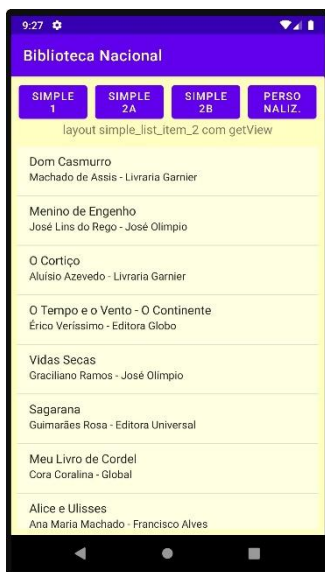 9:27
Biblioteca Nacional
SIMPLE 1
SIMPLE 2A
SIMPLE 2B
PERSO NALIZ.
layout simple_list_item_2 com getView
Dom Casmurro
Machado de Assis - Livraria Garnier
Menino de Engenho
José Lins do Rego - José Olímpio
O Cortiço
Aluísio Azevedo - Livraria Garnier
O Tempo e o Vento - O Continente
Érico Veríssimo - Editora Globo
Vidas Secas
Graciliano Ramos - José Olímpio
Sagarana
Guimarães Rosa - Editora Universal
Meu Livro de Cordel
Cora Coralina - Global
Alice e Ulisses
Ana Maria Machado - Francisco Alves